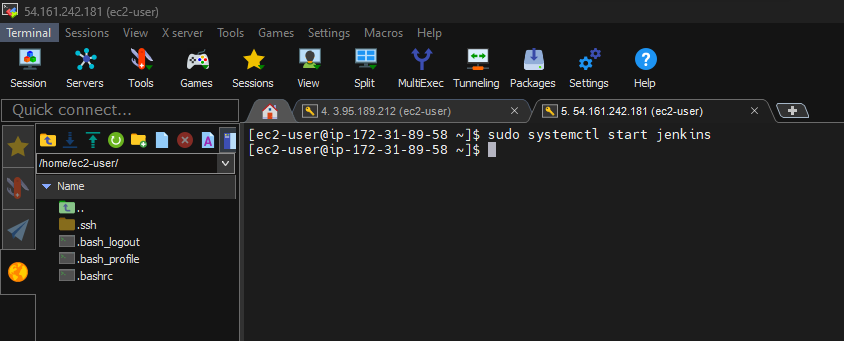 54.161.242.181 (ec2-user)
Terminal Sessions View X server Tools Games Settings Macros Help
Session Servers Tools Games Sessions View Split MultiExec Tunneling Packages Settings Help
Quick connect...
4. 3.95.189.212 (ec2-user)
5. 54.161.242.181 (ec2-user)
/home/ec2-user/
Name
..
.ssh
.bash_logout
.bash_profile
.bashrc
[ec2-user@ip-172-31-89-58 ~]$ sudo systemctl start jenkins
[ec2-user@ip-172-31-89-58 ~]$